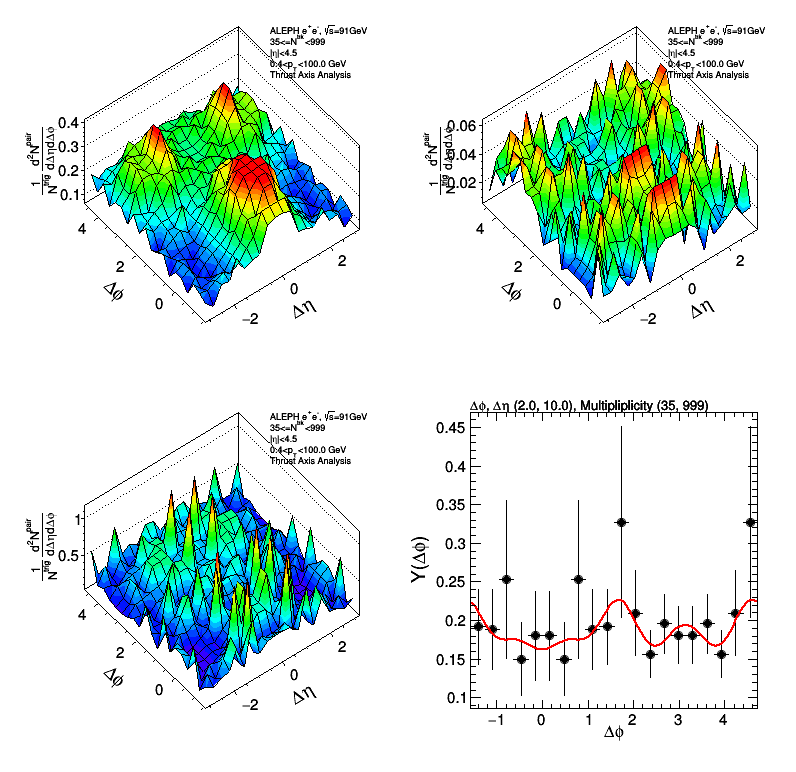 ALEPH e⁺e⁻, √s=91GeV
35<=N^trk<999
|η|<4.5
0.4<p_T<100.0 GeV
Thrust Axis Analysis
1/N^trig d²N^pair/dΔηdΔφ
0.4
0.3
0.2
0.1
4
2
0
Δφ
−2
0
2
Δη
ALEPH e⁺e⁻, √s=91GeV
35<=N^trk<999
|η|<4.5
0.4<p_T<100.0 GeV
Thrust Axis Analysis
1/N^trig d²N^pair/dΔηdΔφ
0.06
0.04
0.02
4
2
0
Δφ
−2
0
2
Δη
ALEPH e⁺e⁻, √s=91GeV
35<=N^trk<999
|η|<4.5
0.4<p_T<100.0 GeV
Thrust Axis Analysis
1/N^trig d²N^pair/dΔηdΔφ
1
0.5
4
2
0
Δφ
−2
0
2
Δη
Δφ, Δη (2.0, 10.0), Multipliplicity (35, 999)
Y(Δφ)
0.45
0.4
0.35
0.3
0.25
0.2
0.15
0.1
−1 0 1 2 3 4
Δφ